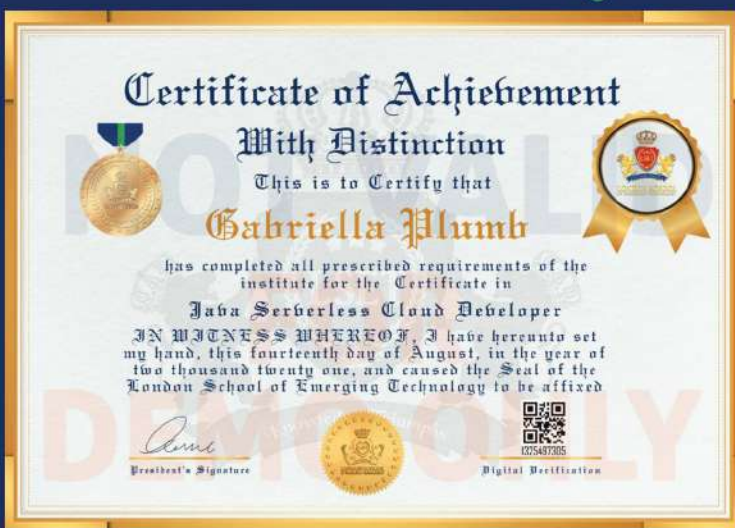 Certificate of Achievement
With Distinction
This is to Certify that
Gabriella Plumb
has completed all prescribed requirements of the
institute for the Certificate in
Java Serverless Cloud Developer
IN WITNESS WHEREOF, I have hereunto set
my hand, this fourteenth day of August, in the year of
two thousand twenty one, and caused the Seal of the
London School of Emerging Technology to be affixed
1325497305
President's Signature
Digital Verification
NOT VALID
DEMO ONLY